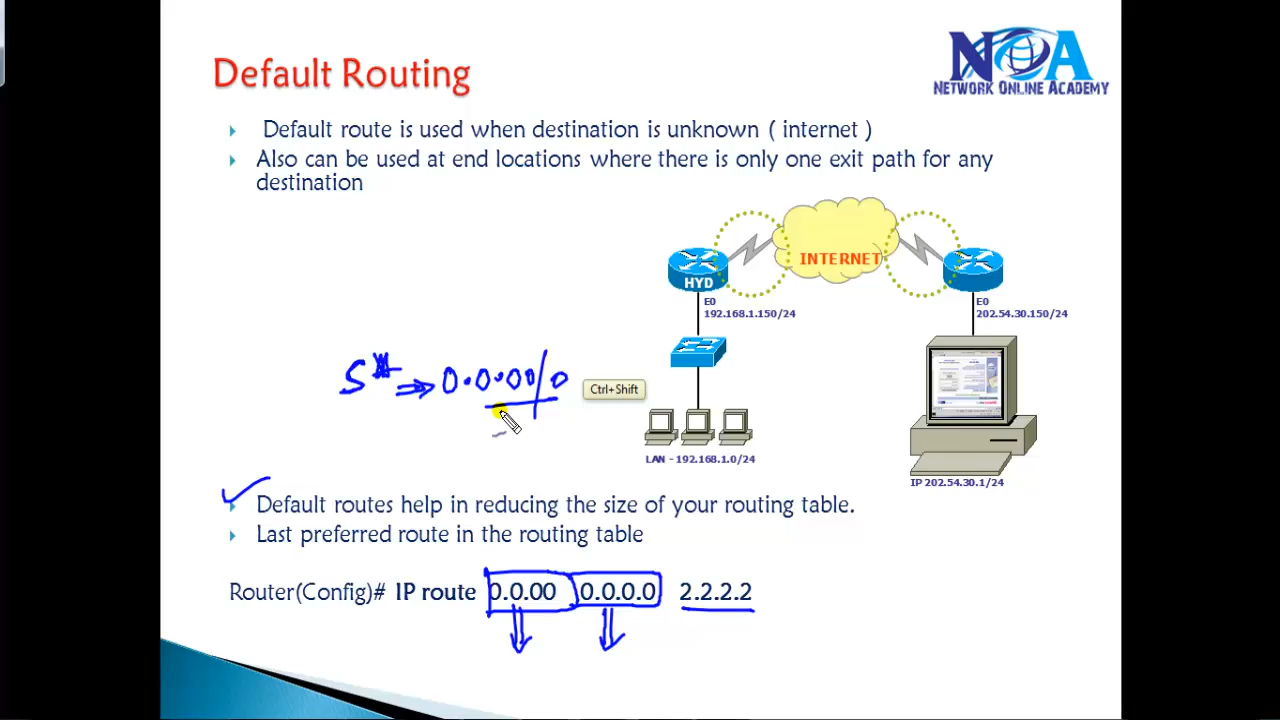 Default Routing
NOA
NETWORK ONLINE ACADEMY
Default route is used when destination is unknown ( internet )
Also can be used at end locations where there is only one exit path for any
destination
INTERNET
HYD
E0
192.168.1.150/24
E0
202.54.30.150/24
S* ⇒ 0.0.00/0
Ctrl+Shift
LAN - 192.168.1.0/24
IP 202.54.30.1/24
Default routes help in reducing the size of your routing table.
Last preferred route in the routing table
Router(Config)# IP route 0.0.00 0.0.0.0 2.2.2.2